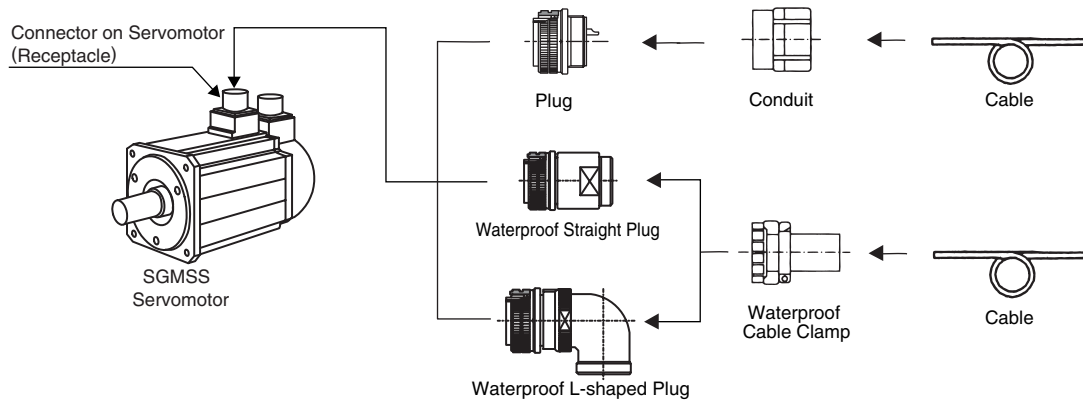 Connector on Servomotor
(Receptacle)
Plug
Conduit
Cable
Waterproof Straight Plug
SGMSS
Servomotor
Waterproof
Cable Clamp
Cable
Waterproof L-shaped Plug